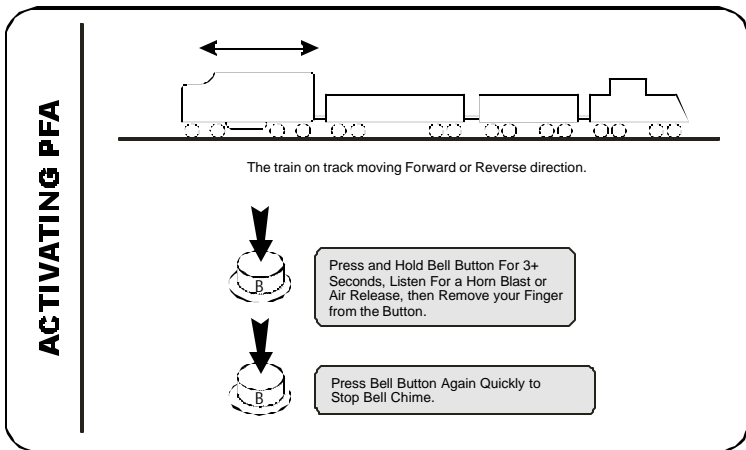 ACTIVATING PFA
The train on track moving Forward or Reverse direction.
B
Press and Hold Bell Button For 3+
Seconds, Listen For a Horn Blast or
Air Release, then Remove your Finger
from the Button.
B
Press Bell Button Again Quickly to
Stop Bell Chime.